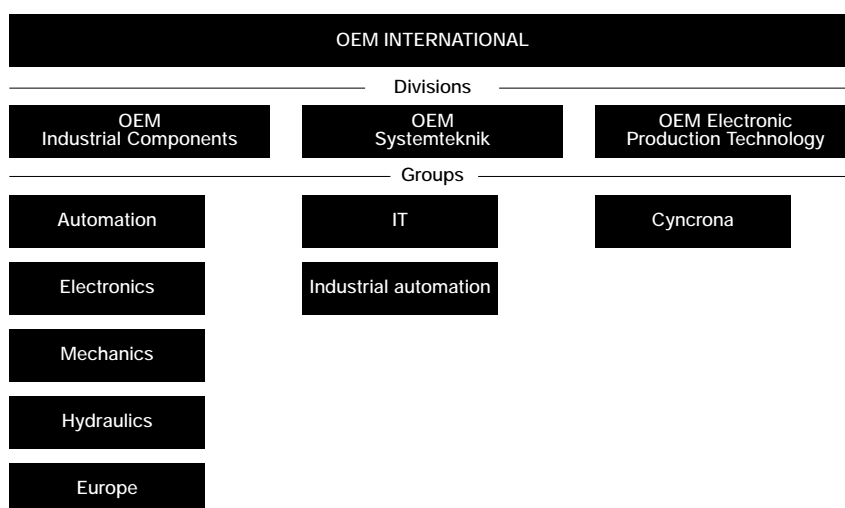 OEM INTERNATIONAL
Divisions
OEM
Industrial Components
OEM
Systemteknik
OEM Electronic
Production Technology
Groups
Automation
IT
Cyncrona
Electronics
Industrial automation
Mechanics
Hydraulics
Europe